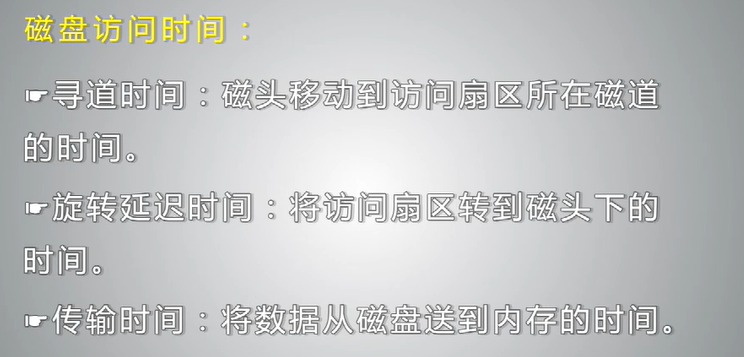 磁盘访问时间：
☛寻道时间：磁头移动到访问扇区所在磁道
的时间。
☛旋转延迟时间：将访问扇区转到磁头下的
时间。
☛传输时间：将数据从磁盘送到内存的时间。